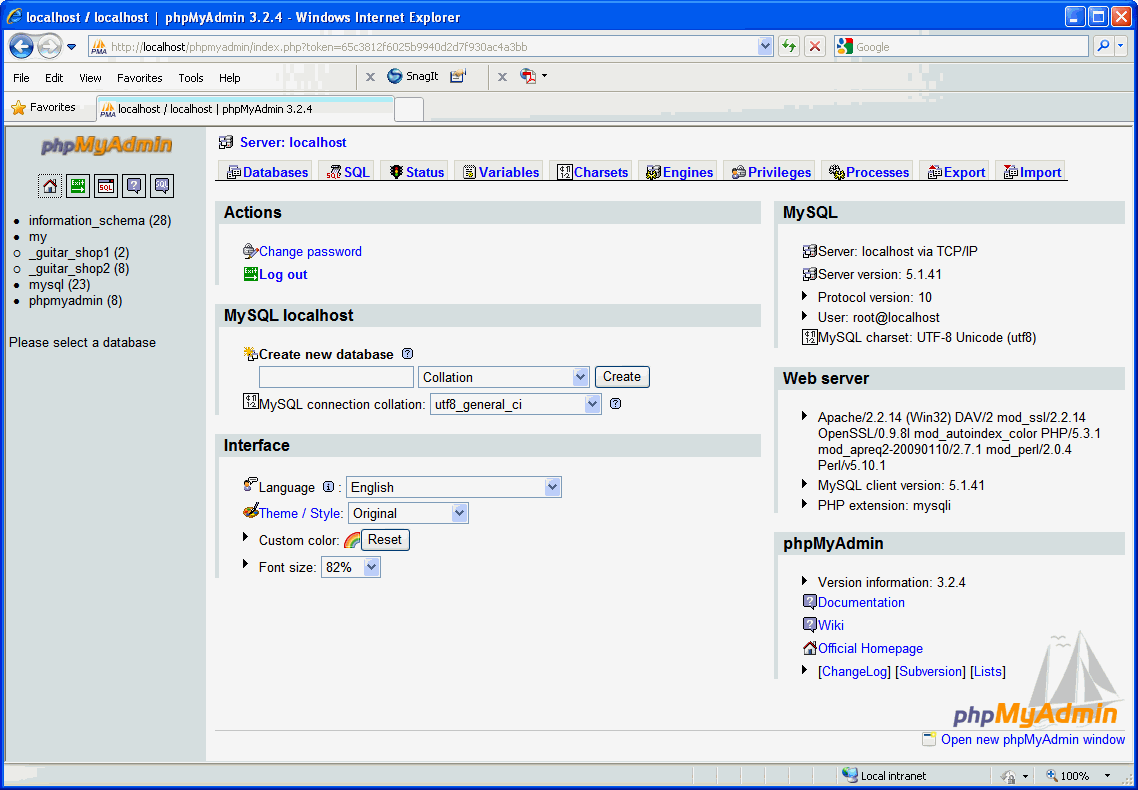 localhost / localhost | phpMyAdmin 3.2.4 - Windows Internet Explorer
http://localhost/phpmyadmin/index.php?token=65c3812f6025b9940d2d7f930ac4a3bb
Google
File Edit View Favorites Tools Help
x SnagIt x
Favorites
localhost / localhost | phpMyAdmin 3.2.4
phpMyAdmin
information_schema (28)
my
_guitar_shop1 (2)
_guitar_shop2 (8)
mysql (23)
phpmyadmin (8)
Please select a database
Server: localhost
Databases SQL Status Variables Charsets Engines Privileges Processes Export Import
Actions
Change password
Log out
MySQL localhost
Create new database
Collation Create
MySQL connection collation: utf8_general_ci
Interface
Language : English
Theme / Style: Original
Custom color: Reset
Font size: 82%
MySQL
Server: localhost via TCP/IP
Server version: 5.1.41
Protocol version: 10
User: root@localhost
MySQL charset: UTF-8 Unicode (utf8)
Web server
Apache/2.2.14 (Win32) DAV/2 mod_ssl/2.2.14
OpenSSL/0.9.8l mod_autoindex_color PHP/5.3.1
mod_apreq2-20090110/2.7.1 mod_perl/2.0.4
Perl/v5.10.1
MySQL client version: 5.1.41
PHP extension: mysqli
phpMyAdmin
Version information: 3.2.4
Documentation
Wiki
Official Homepage
[ChangeLog] [Subversion] [Lists]
phpMyAdmin
Open new phpMyAdmin window
Local intranet
100%